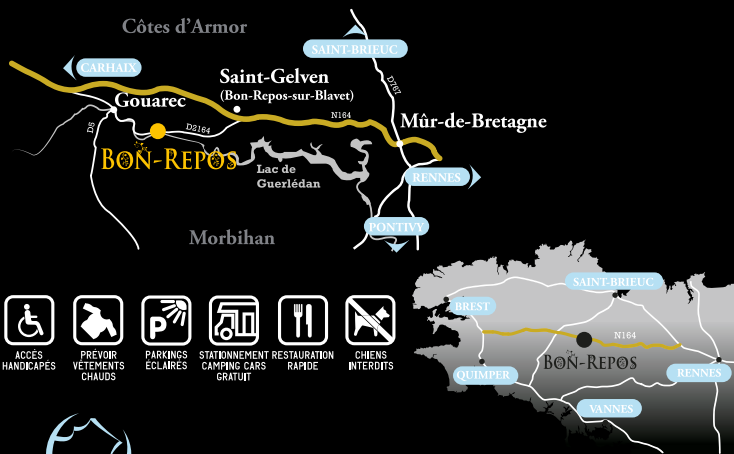 Côtes d’Armor
SAINT-BRIEUC
CARHAIX
Saint-Gelven
(Bon-Repos-sur-Blavet)
D767
Gouarec
N164
Mûr-de-Bretagne
D5
D2164
BON-REPOS
Lac de
Guerlédan
RENNES
PONTIVY
Morbihan
SAINT-BRIEUC
BREST
N164
BON-REPOS
QUIMPER
RENNES
VANNES
ACCÈS
HANDICAPÉS
PRÉVOIR
VÉTEMENTS
CHAUDS
PARKINGS
ÉCLAIRÉS
STATIONNEMENT
CAMPING CARS
GRATUIT
RESTAURATION
RAPIDE
CHIENS
INTERDITS